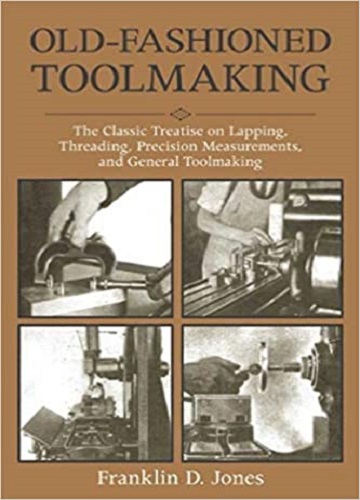 OLD-FASHIONED
TOOLMAKING
The Classic Treatise on Lapping,
Threading, Precision Measurements,
and General Toolmaking
Franklin D. Jones